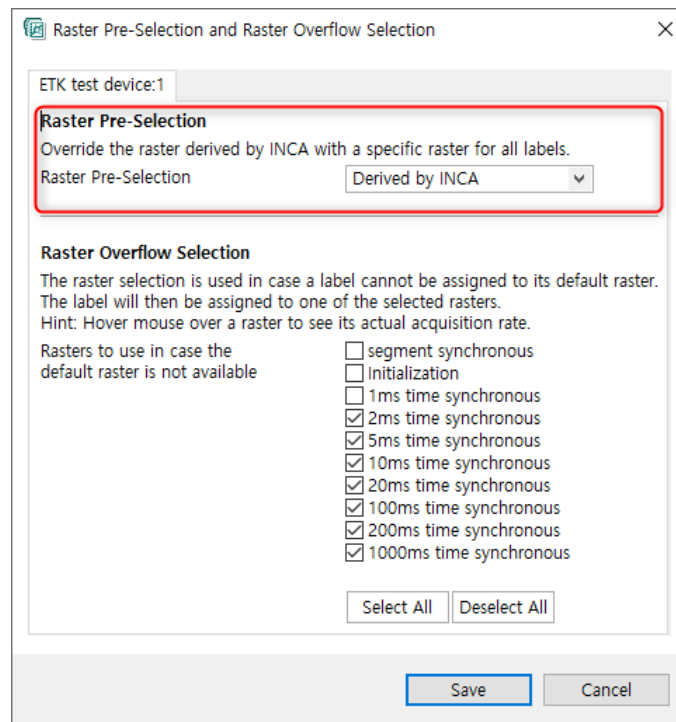 Raster Pre-Selection and Raster Overflow Selection
ETK test device:1
Raster Pre-Selection
Override the raster derived by INCA with a specific raster for all labels.
Raster Pre-Selection
Derived by INCA
Raster Overflow Selection
The raster selection is used in case a label cannot be assigned to its default raster.
The label will then be assigned to one of the selected rasters.
Hint: Hover mouse over a raster to see its actual acquisition rate.
Rasters to use in case the
default raster is not available
segment synchronous
Initialization
1ms time synchronous
2ms time synchronous
5ms time synchronous
10ms time synchronous
20ms time synchronous
100ms time synchronous
200ms time synchronous
1000ms time synchronous
Select All
Deselect All
Save
Cancel